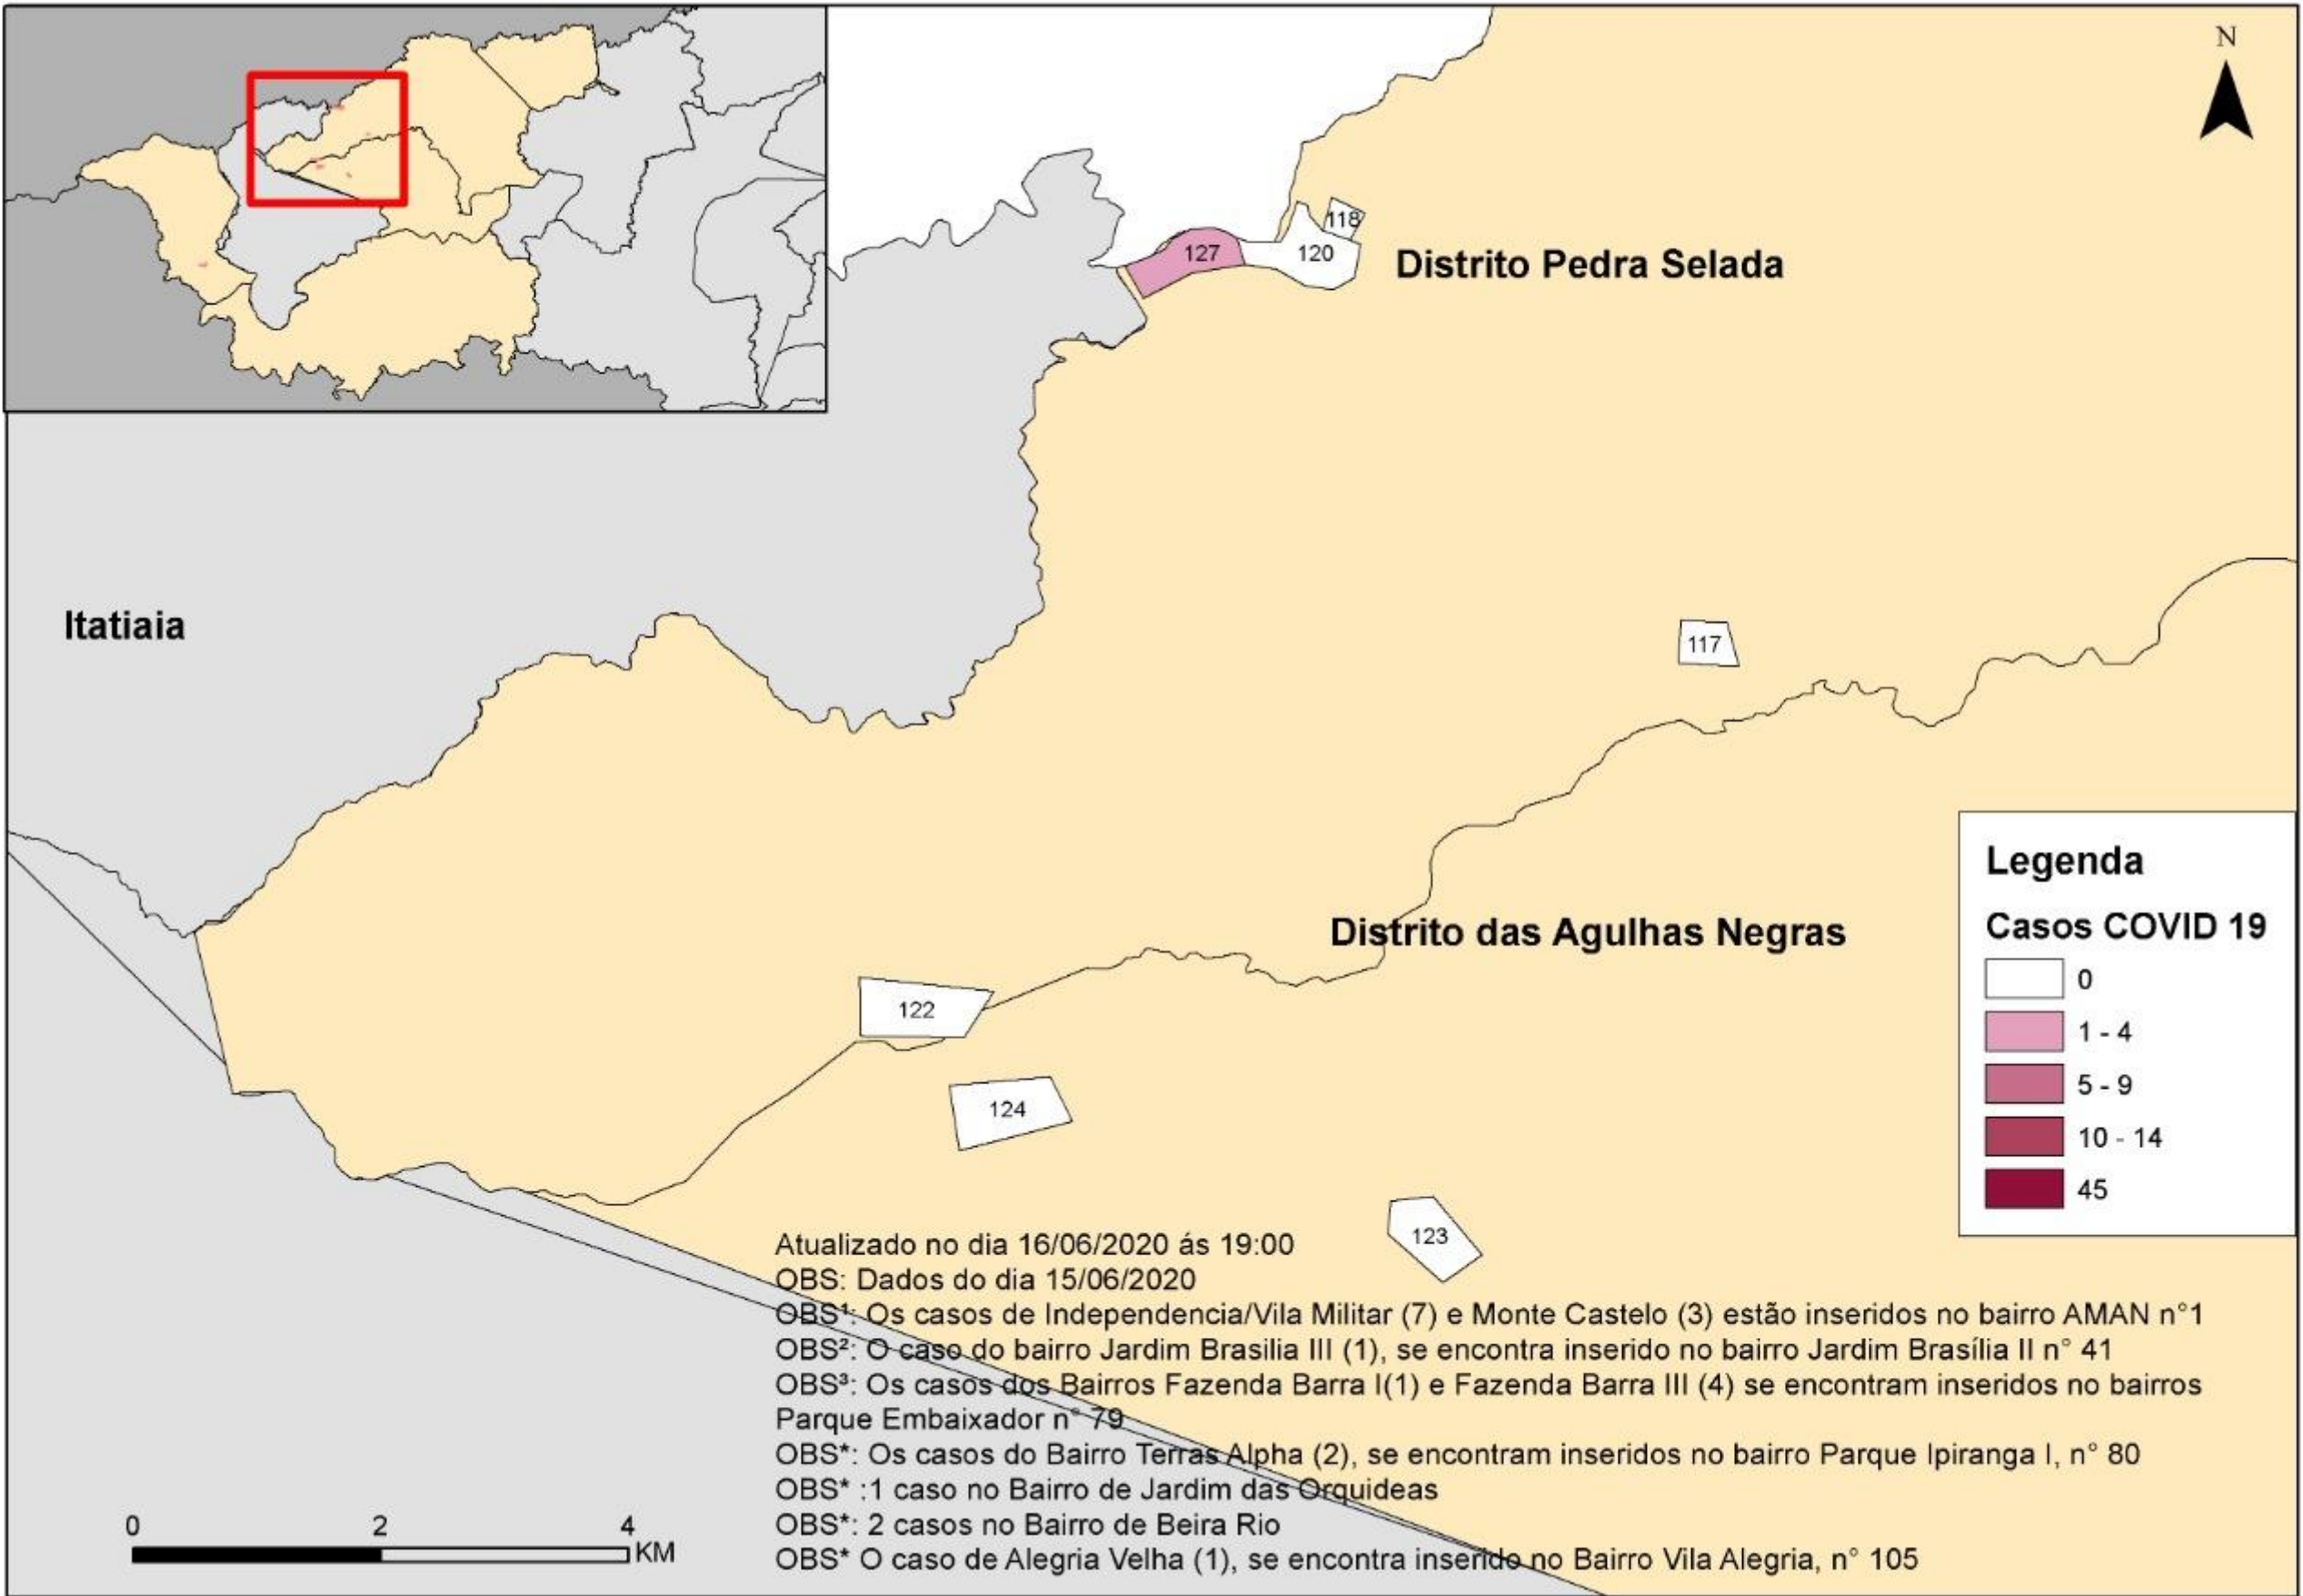 N
118
127
120
Distrito Pedra Selada
Itatiaia
117
Legenda
Casos COVID 19
0
1 - 4
5 - 9
10 - 14
45
Distrito das Agulhas Negras
122
124
123
Atualizado no dia 16/06/2020 ás 19:00
OBS: Dados do dia 15/06/2020
OBS¹: Os casos de Independencia/Vila Militar (7) e Monte Castelo (3) estão inseridos no bairro AMAN n°1
OBS²: O caso do bairro Jardim Brasilia III (1), se encontra inserido no bairro Jardim Brasília II n° 41
OBS³: Os casos dos Bairros Fazenda Barra I(1) e Fazenda Barra III (4) se encontram inseridos no bairros
Parque Embaixador n° 79
OBS*: Os casos do Bairro Terras Alpha (2), se encontram inseridos no bairro Parque Ipiranga I, n° 80
OBS* :1 caso no Bairro de Jardim das Orquideas
OBS*: 2 casos no Bairro de Beira Rio
OBS* O caso de Alegria Velha (1), se encontra inserido no Bairro Vila Alegria, n° 105
0 2 4
KM